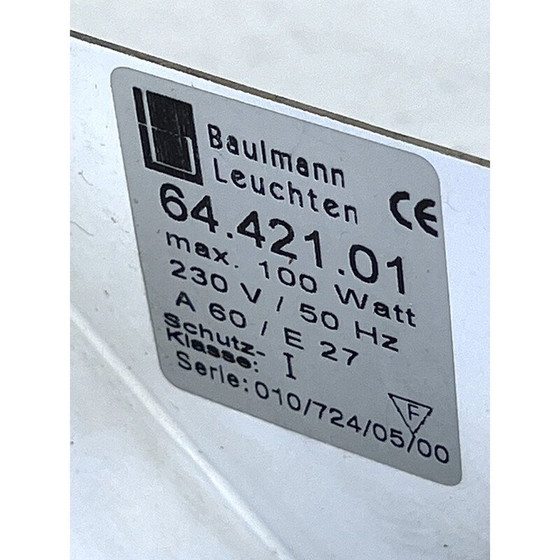 Baulmann
Leuchten
CE
64.421.01
max. 100 Watt
230 V / 50 Hz
A 60 / E 27
Schutz-
Klasse: I
F
Serie: 010/724/05/00